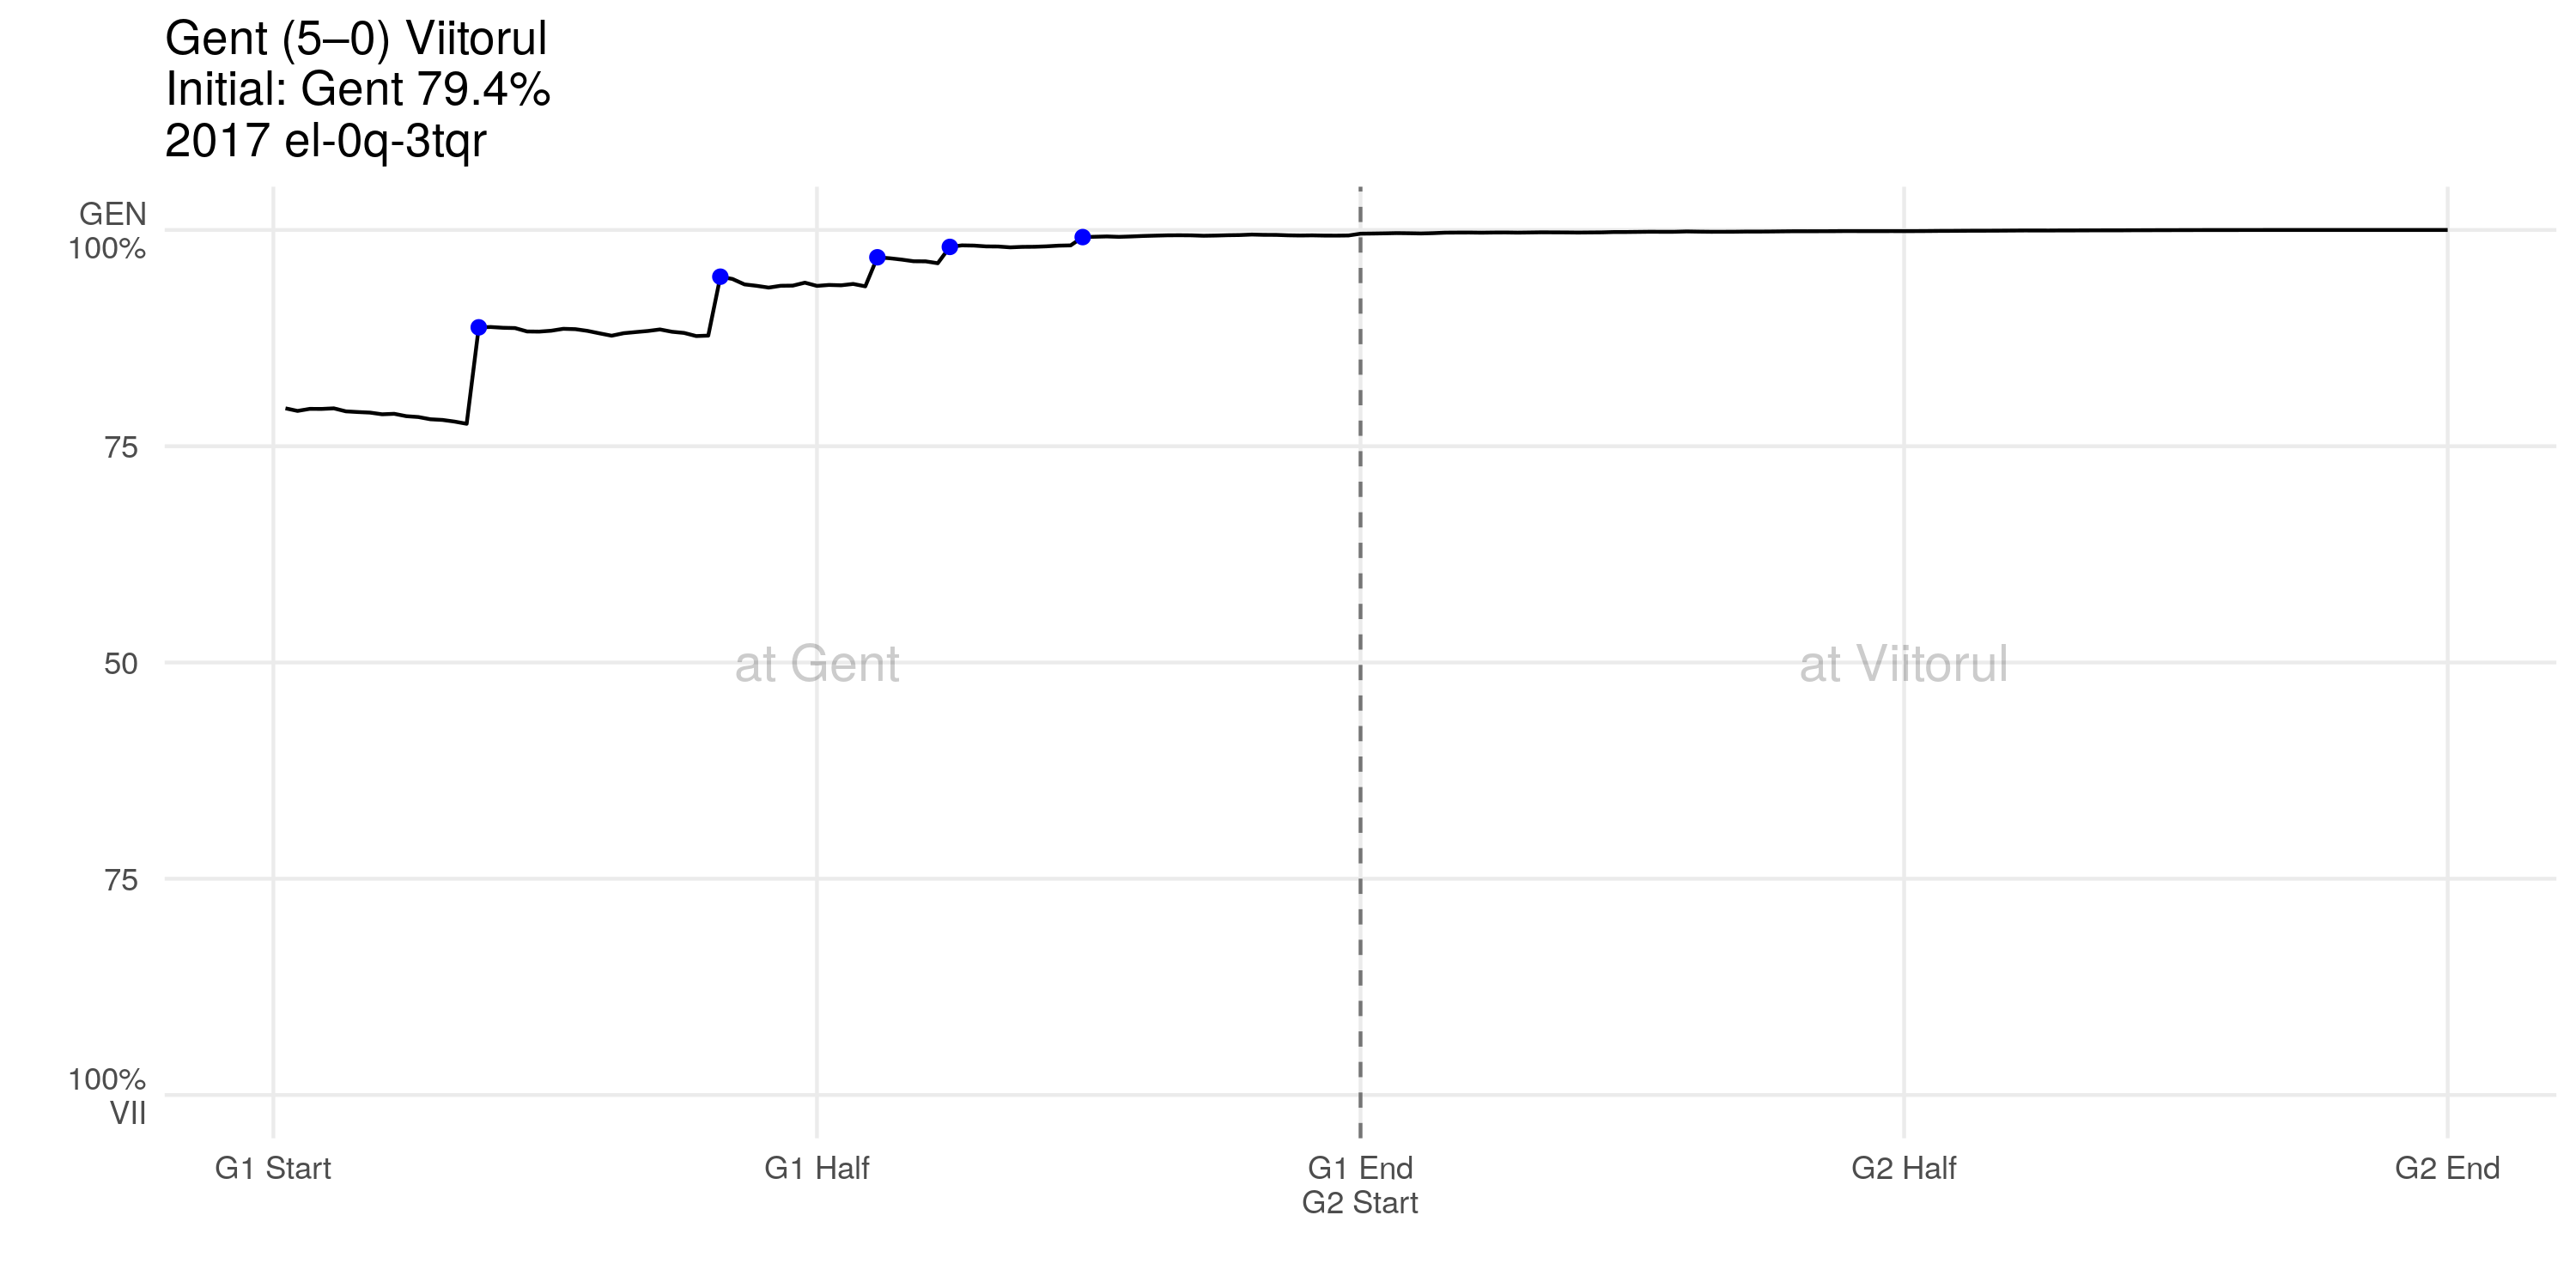 Gent (5–0) Viitorul
Initial: Gent 79.4%
2017 el-0q-3tqr
GEN
100%
75
50
75
100%
VII
at Gent
at Viitorul
G1 Start
G1 Half
G1 End
G2 Start
G2 Half
G2 End